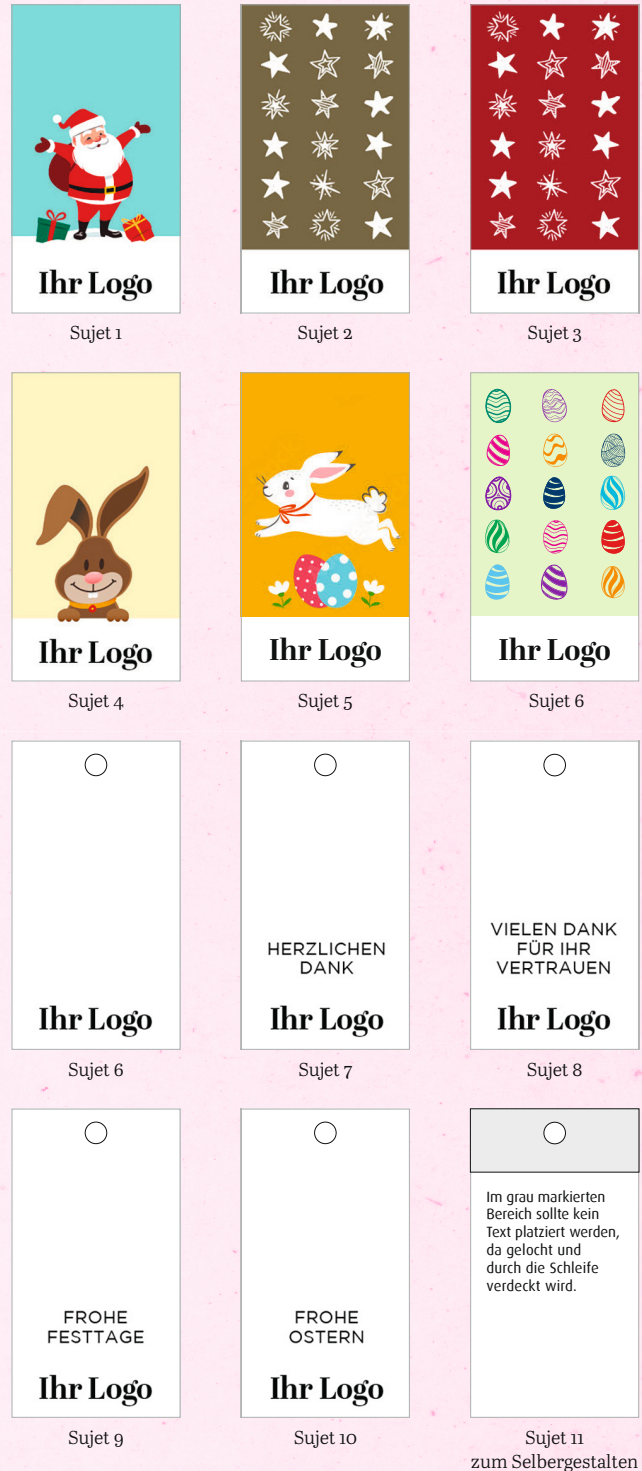 Ihr Logo
Ihr Logo
Ihr Logo
Sujet 1
Sujet 2
Sujet 3
Ihr Logo
Ihr Logo
Ihr Logo
Sujet 4
Sujet 5
Sujet 6
Ihr Logo
Sujet 6
HERZLICHEN
DANK
Ihr Logo
Sujet 7
VIELEN DANK
FÜR IHR
VERTRAUEN
Ihr Logo
Sujet 8
FROHE
FESTTAGE
Ihr Logo
Sujet 9
FROHE
OSTERN
Ihr Logo
Sujet 10
Im grau markierten
Bereich sollte kein
Text platziert werden,
da gelocht und
durch die Schleife
verdeckt wird.
Sujet 11
zum Selbergestalten